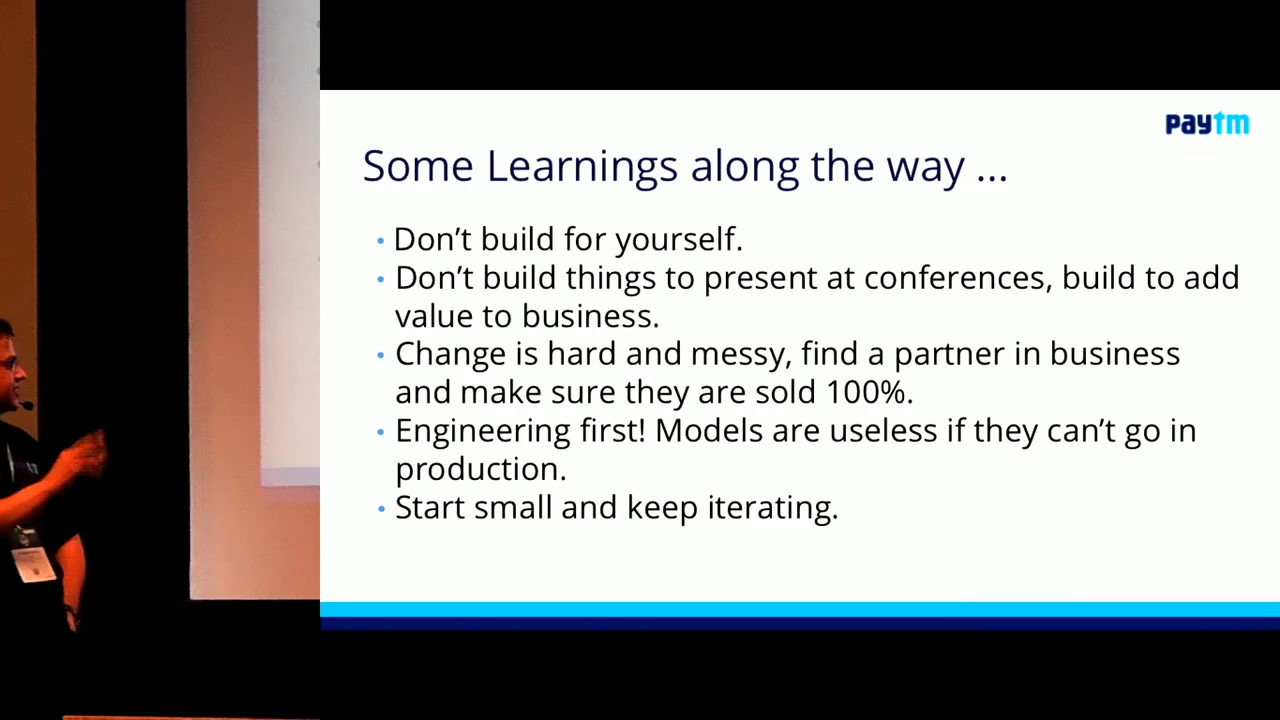 paytm
Some Learnings along the way ...
• Don't build for yourself.
• Don't build things to present at conferences, build to add
value to business.
• Change is hard and messy, find a partner in business
and make sure they are sold 100%.
• Engineering first! Models are useless if they can't go in
production.
• Start small and keep iterating.